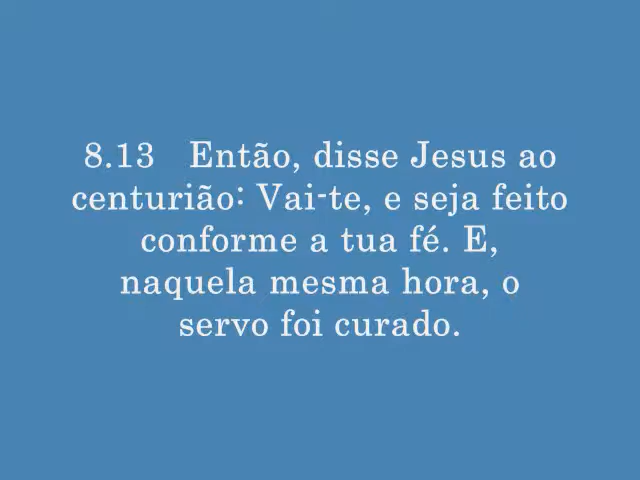 8.13 Então, disse Jesus ao
centurião: Vai-te, e seja feito
conforme a tua fé. E,
naquela mesma hora, o
servo foi curado.